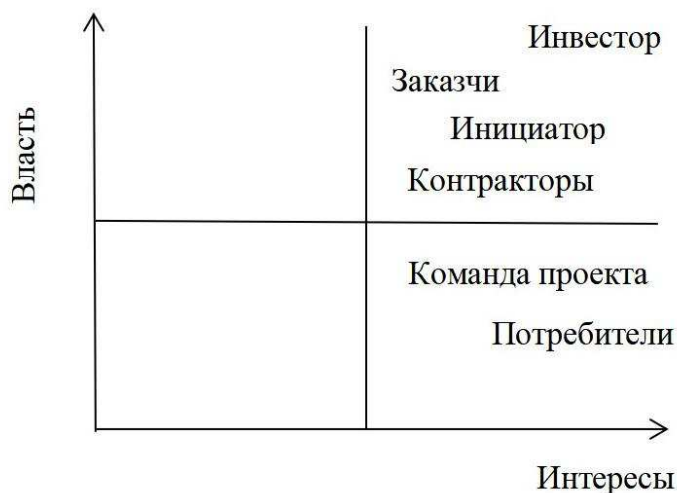 Инвестор
Заказчи
Инициатор
Власть
Контракторы
Команда проекта
Потребители
Интересы